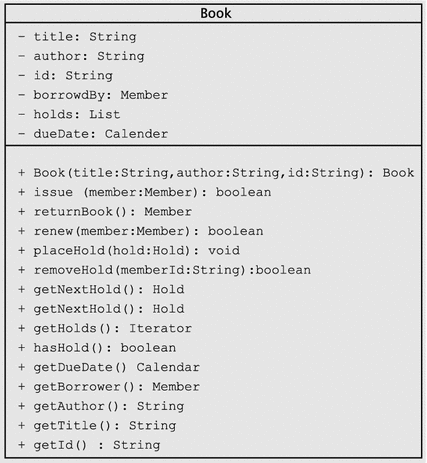 Book
- title: String
- author: String
- id: String
- borrowdBy: Member
- holds: List
- dueDate: Calender
+ Book(title:String,author:String,id:String): Book
+ issue (member:Member): boolean
+ returnBook(): Member
+ renew(member:Member): boolean
+ placeHold(hold:Hold): void
+ removeHold(memberId:String):boolean
+ getNextHold(): Hold
+ getNextHold(): Hold
+ getHolds(): Iterator
+ hasHold(): boolean
+ getDueDate() Calendar
+ getBorrower(): Member
+ getAuthor(): String
+ getTitle(): String
+ getId() : String